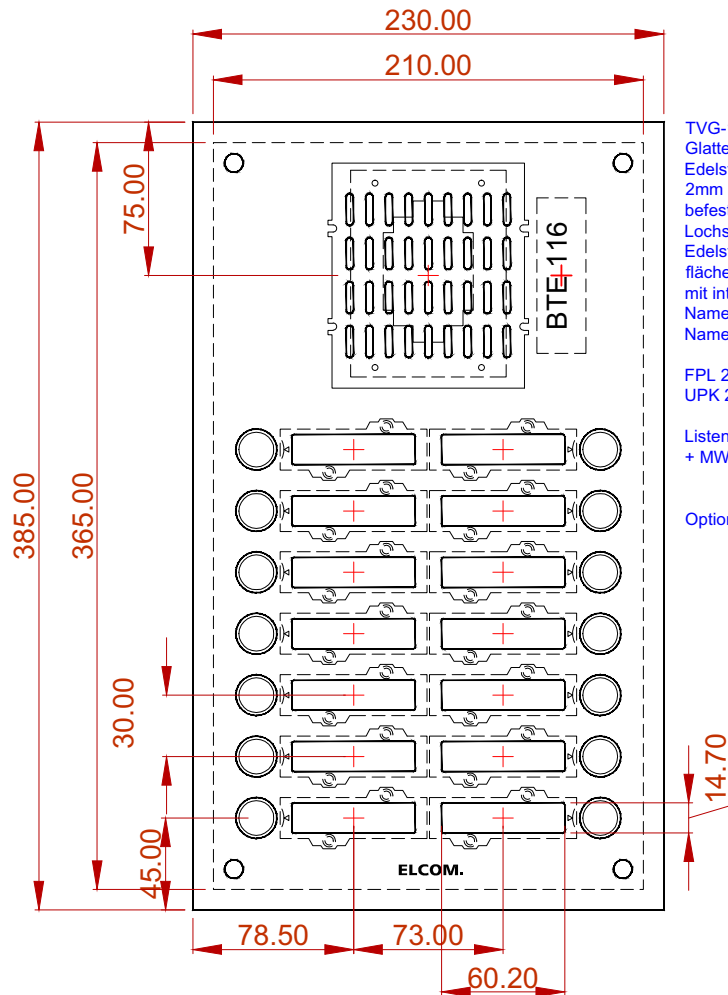 230.00
210.00
75.00
385.00
365.00
BTE 116
30.00
45.00
14.70
ELCOM.
78.50
73.00
60.20
TVG-
Glatte
Edels
2mm
befest
Lochs
Edels
fläche
mit int
Name
Name
FPL 2
UPK 2
Listen
+ MW
Option